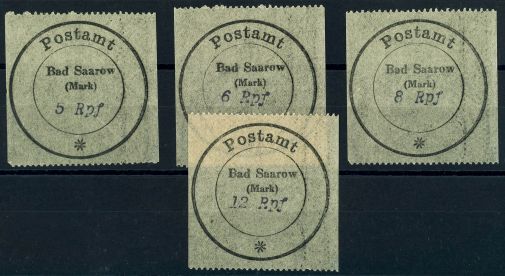 Postamt
Bad Saarow
(Mark)
5 Rpf
Postamt
Bad Saarow
(Mark)
6 Rpf
Postamt
Bad Saarow
(Mark)
8 Rpf
Postamt
Bad Saarow
(Mark)
12 Rpf